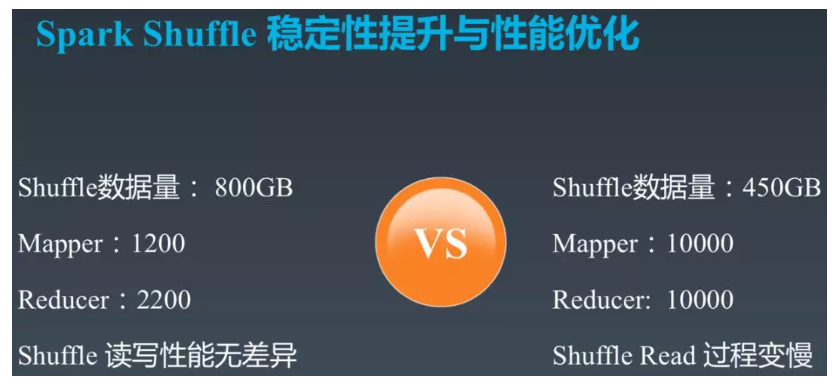 Spark Shuffle 稳定性提升与性能优化
Shuffle数据量： 800GB
Mapper：1200
Reducer：2200
Shuffle 读写性能无差异
VS
Shuffle数据量：450GB
Mapper：10000
Reducer: 10000
Shuffle Read 过程变慢